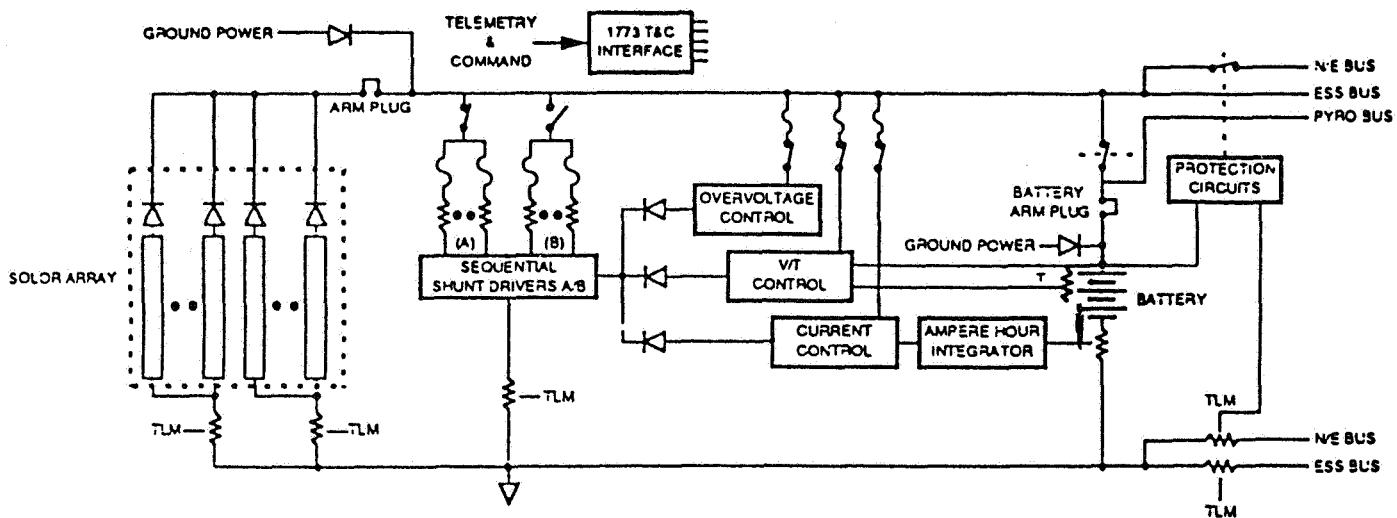 GROUND POWER
TELEMETRY
&
COMMAND
1773 T&C
INTERFACE
N/E BUS
ESS BUS
PYRO BUS
ARM PLUG
PROTECTION
CIRCUITS
BATTERY
ARM PLUG
OVERVOLTAGE
CONTROL
(A)
(B)
GROUND POWER
SOLOR ARRAY
SEQUENTIAL
SHUNT DRIVERS A/B
V/T
CONTROL
T
BATTERY
CURRENT
CONTROL
AMPERE HOUR
INTEGRATOR
TLM
TLM
TLM
TLM
N/E BUS
ESS BUS
TLM